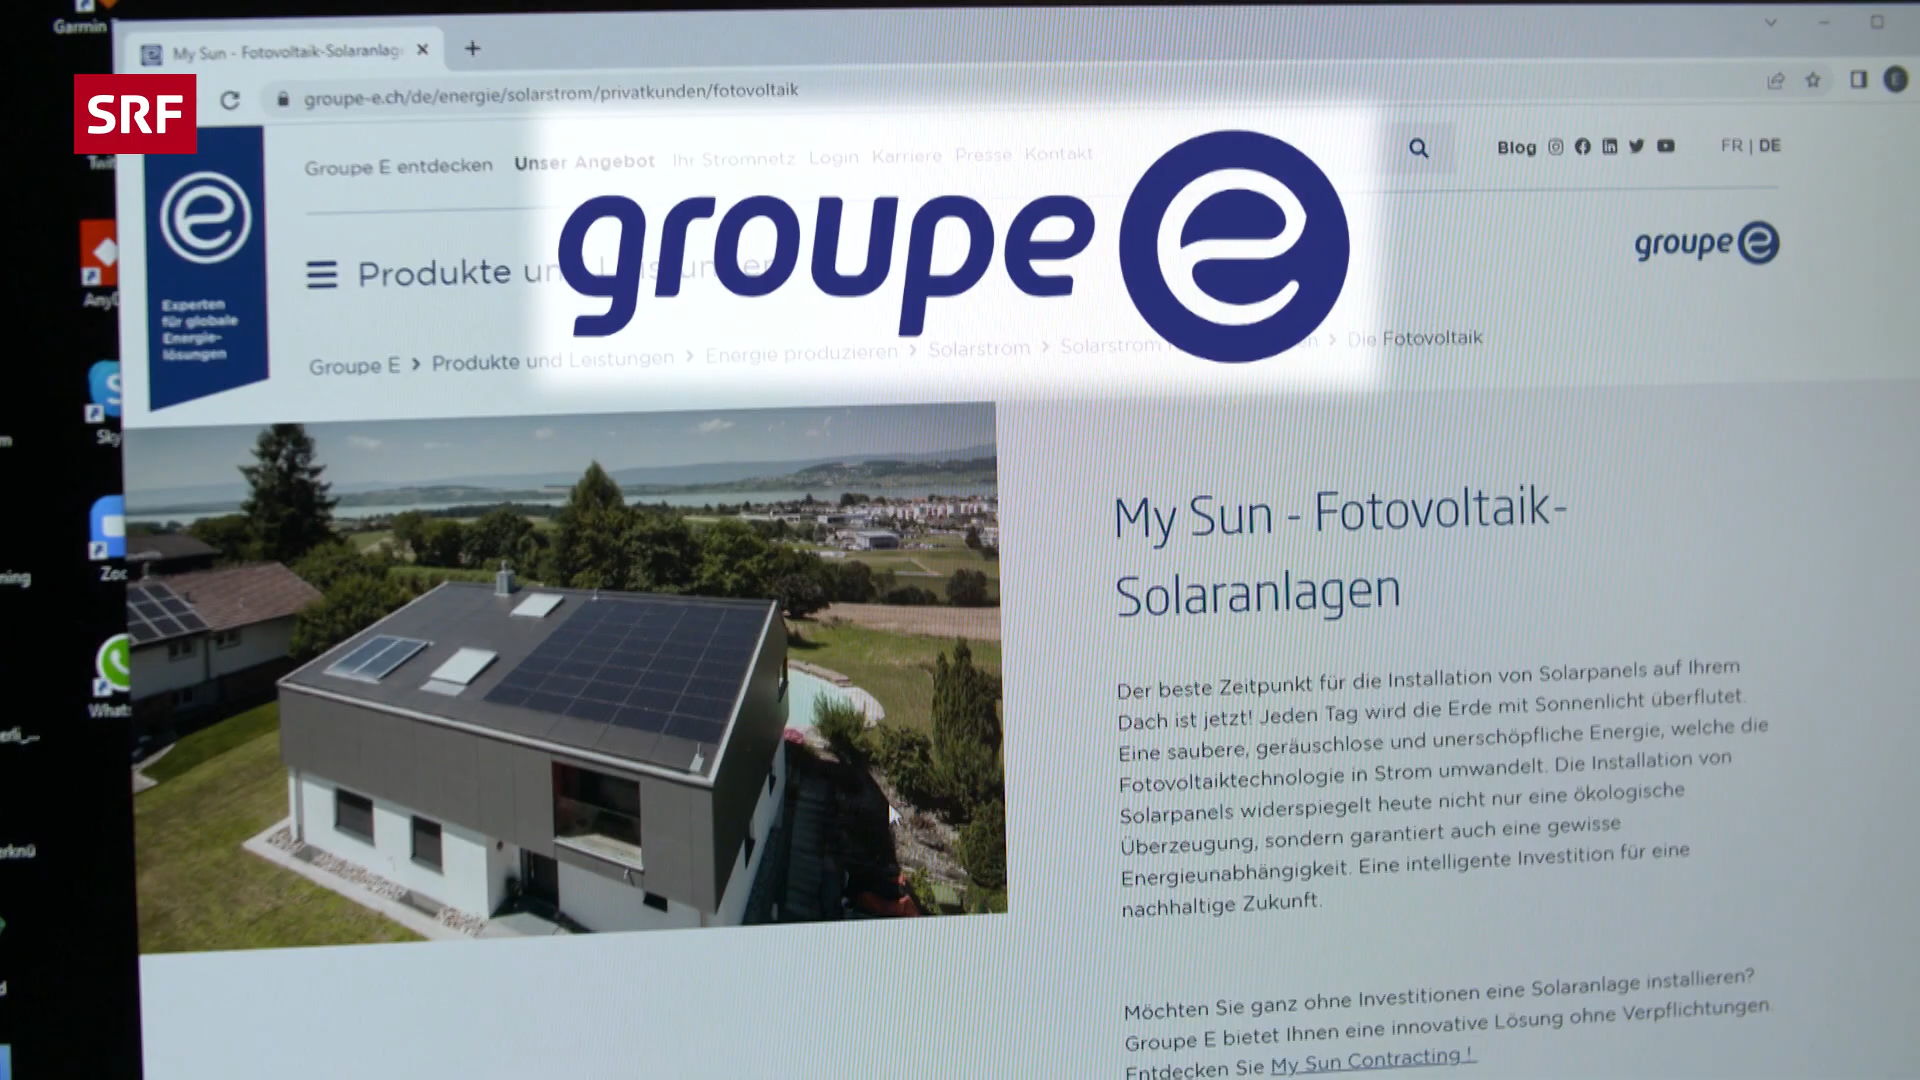 Garmin
My Sun - Fotovoltaik-Solaranlag
SRF
groupe-e.ch/de/energie/solarstrom/privatkunden/fotovoltaik
Groupe E entdecken Unser Angebot Ihr Stromnetz Login Karriere Presse Kontakt
Blog
FR | DE
groupe e
Produkte un
groupe e
Experten
für globale
Energie-
lösungen
Groupe E > Produkte und Leistungen > Energie produzieren > Solarstrom > Solarstrom > Die Fotovoltaik
My Sun - Fotovoltaik-
Solaranlagen
Der beste Zeitpunkt für die Installation von Solarpanels auf Ihrem
Dach ist jetzt! Jeden Tag wird die Erde mit Sonnenlicht überflutet.
Eine saubere, geräuschlose und unerschöpfliche Energie, welche die
Fotovoltaiktechnologie in Strom umwandelt. Die Installation von
Solarpanels widerspiegelt heute nicht nur eine ökologische
Überzeugung, sondern garantiert auch eine gewisse
Energieunabhängigkeit. Eine intelligente Investition für eine
nachhaltige Zukunft.
Möchten Sie ganz ohne Investitionen eine Solaranlage installieren?
Groupe E bietet Ihnen eine innovative Lösung ohne Verpflichtungen.
Entdecken Sie My Sun Contracting !